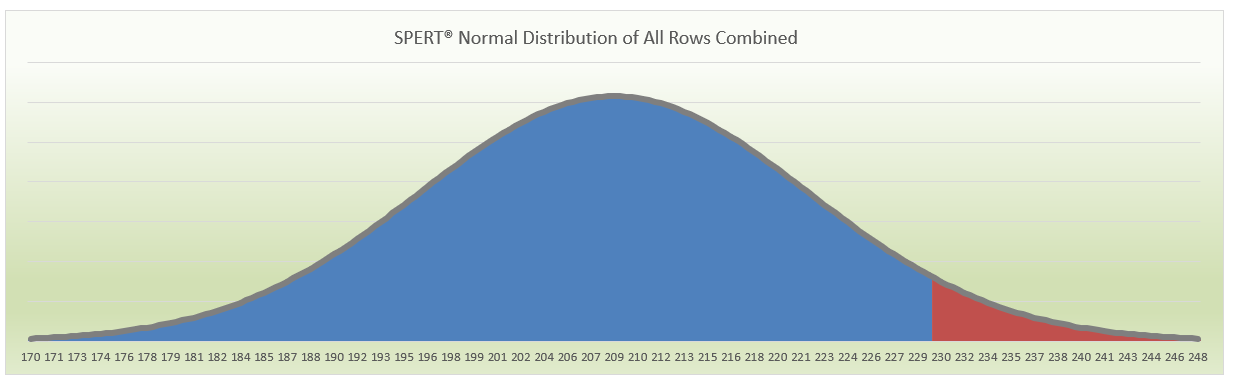 SPERT® Normal Distribution of All Rows Combined
170 171 173 174 176 178 179 181 182 184 185 187 188 190 192 193 195 196 198 199 201 202 204 206 207 209 210 212 213 215 216 218 220 221 223 224 226 227 229 230 232 234 235 237 238 240 241 243 244 246 248